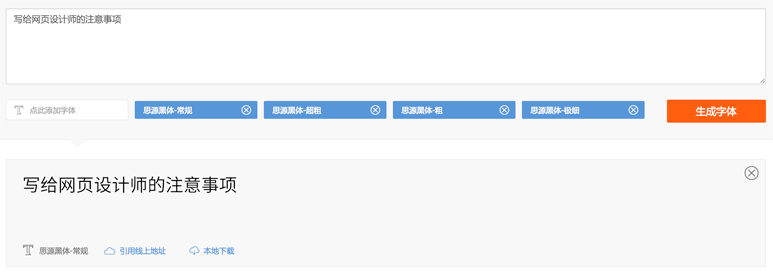 写给网页设计师的注意事项
点此添加字体
思源黑体-常规
思源黑体-超粗
思源黑体-粗
思源黑体-极细
生成字体
写给网页设计师的注意事项
思源黑体-常规
引用线上地址
本地下载